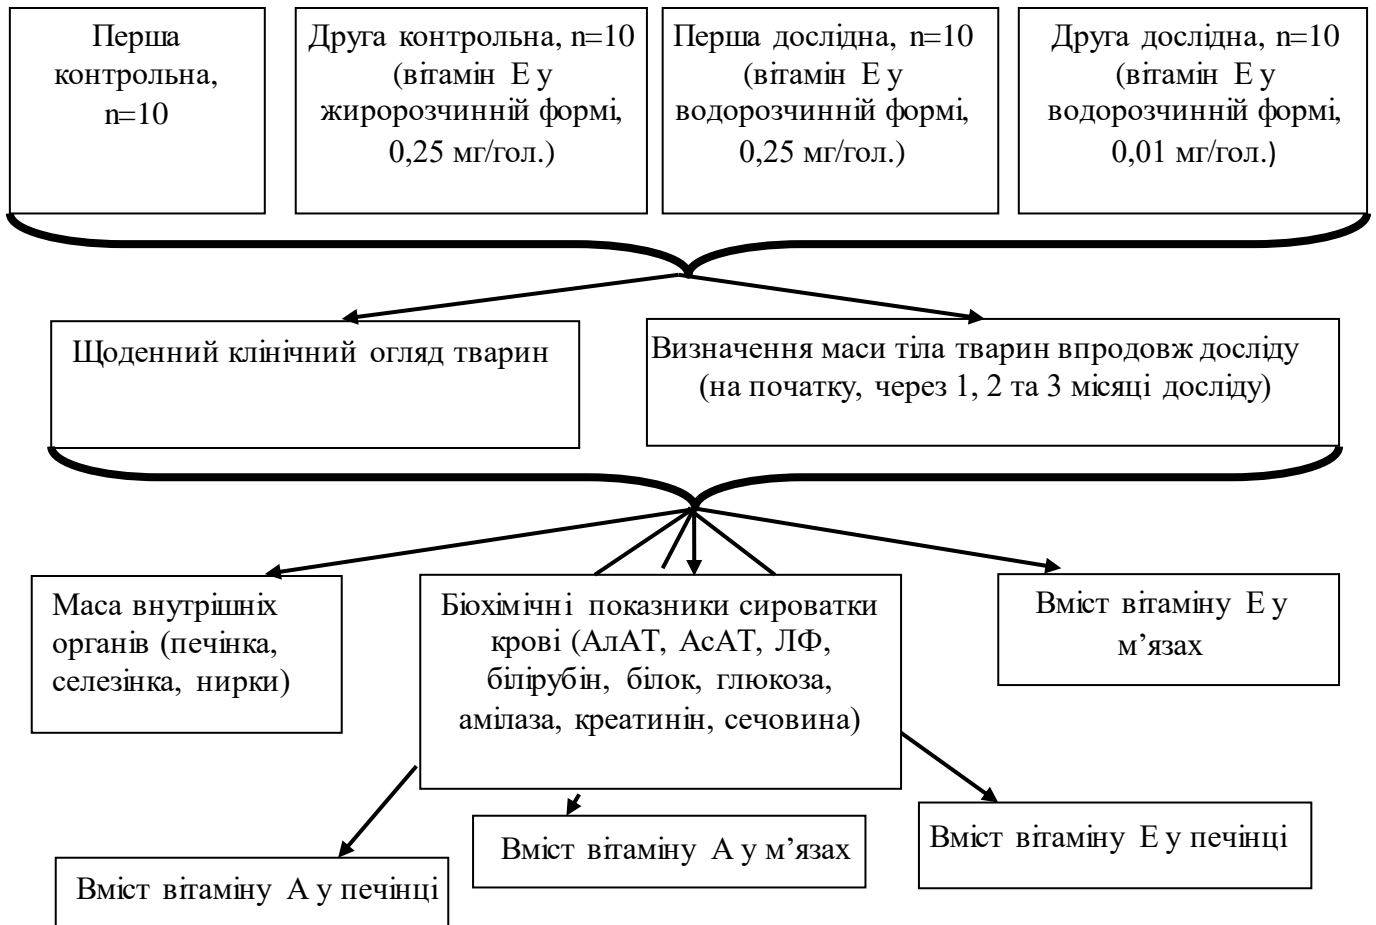 Перша
контрольна,
n=10
Друга контрольна, n=10
(вітамін Е у
жиророзчинній формі,
0,25 мг/гол.)
Перша дослідна, n=10
(вітамін Е у
водорозчинній формі,
0,25 мг/гол.)
Друга дослідна, n=10
(вітамін Е у
водорозчинній формі,
0,01 мг/гол.)
Щоденний клінічний огляд тварин
Визначення маси тіла тварин впродовж досліду
(на початку, через 1, 2 та 3 місяці досліду)
Маса внутрішніх
органів (печінка,
селезінка, нирки)
Біохімічні показники сироватки
крові (АлАТ, АсАТ, ЛФ,
білірубін, білок, глюкоза,
амілаза, креатинін, сечовина)
Вміст вітаміну Е у
м’язах
Вміст вітаміну А у печінці
Вміст вітаміну А у м’язах
Вміст вітаміну Е у печінці